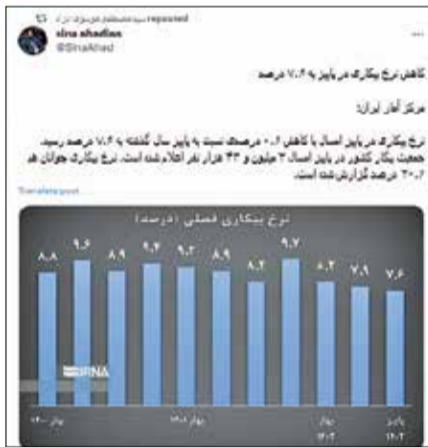 reposted
sina ahadian
@SinaAhad
کاهش نرخ بیکاری در پاییز به ۷.۶ درصد
مرکز آمار ایران:
نرخ بیکاری در پاییز امسال با کاهش ۰.۶ درصدی نسبت به پاییز سال گذشته به ۷.۶ درصد رسید.
جمعیت بیکار کشور در پاییز امسال ۲ میلیون و ۴۳ هزار نفر اعلام شده است. نرخ بیکاری جوانان هم
۲۰.۶ درصد گزارش شده است.
Translate post
نرخ بیکاری فصلی (درصد)
۸.۸ ۹.۶ ۸.۹ ۹.۴ ۹.۲ ۸.۹ ۸.۲ ۹.۷ ۸.۲ ۷.۹ ۷.۶
IRNA
بهار ۱۴۰۰ بهار ۱۴۰۱ بهار ۱۴۰۲ پاییز ۱۴۰۲